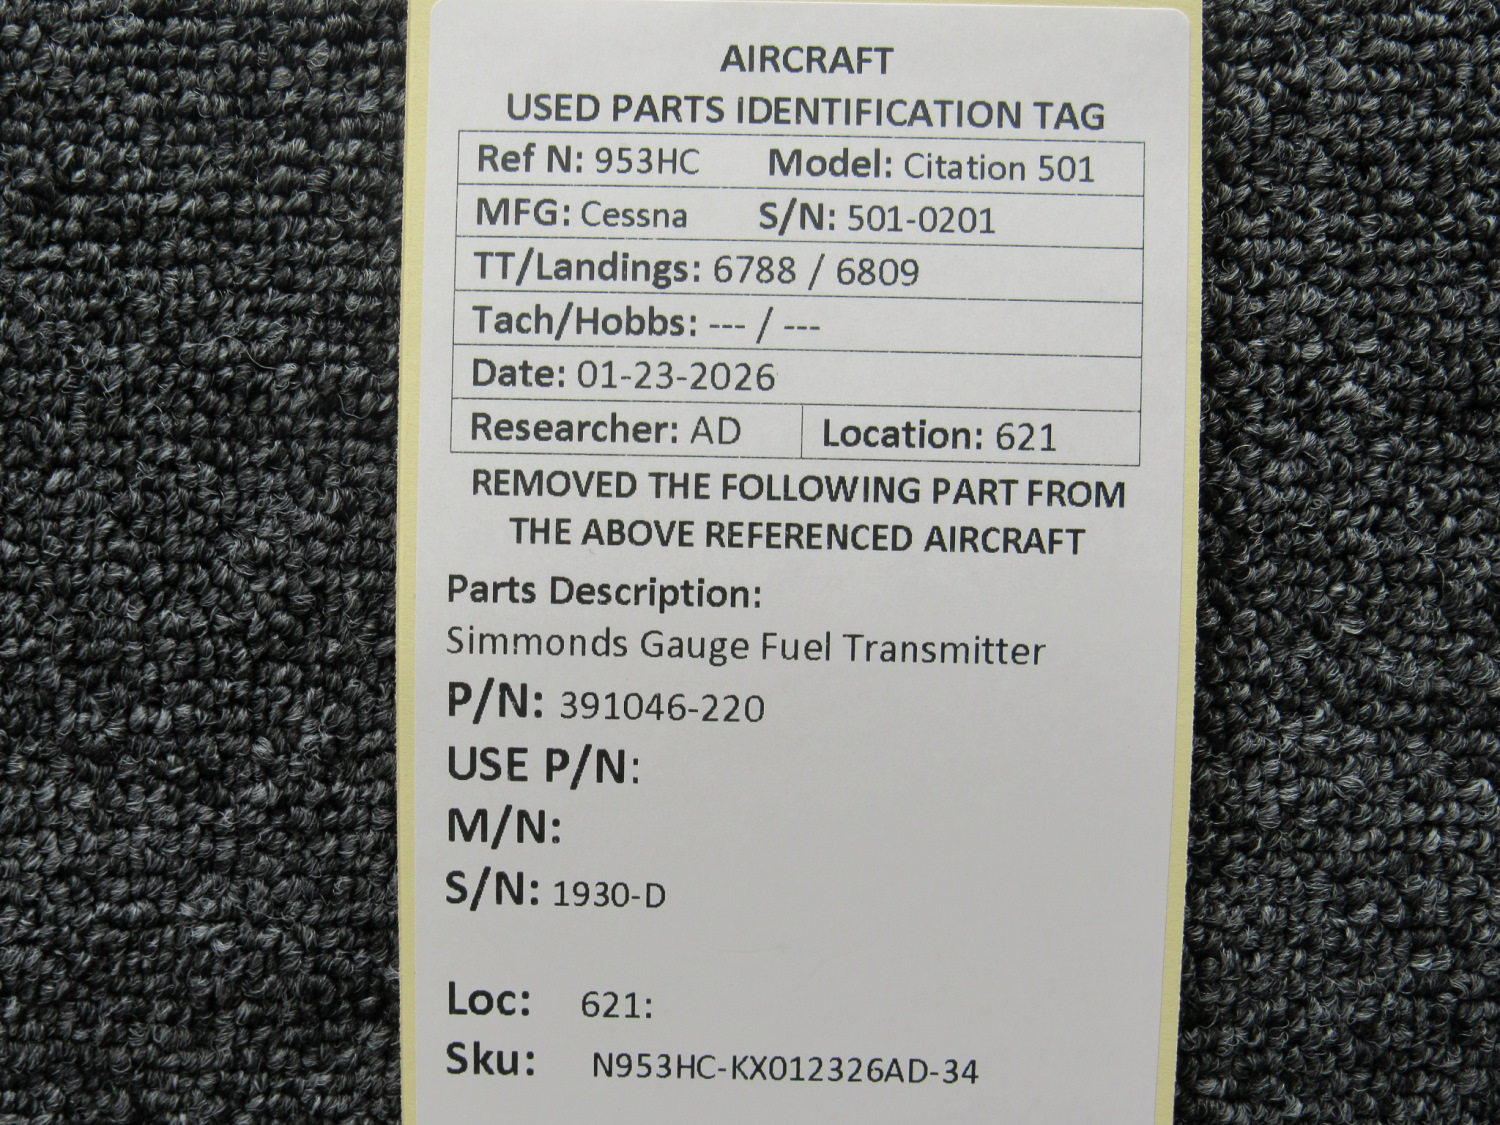 AIRCRAFT
USED PARTS IDENTIFICATION TAG
Ref N: 953HC Model: Citation 501
MFG: Cessna S/N: 501-0201
TT/Landings: 6788 / 6809
Tach/Hobbs: --- / ---
Date: 01-23-2026
Researcher: AD Location: 621
REMOVED THE FOLLOWING PART FROM
THE ABOVE REFERENCED AIRCRAFT
Parts Description:
Simmonds Gauge Fuel Transmitter
P/N: 391046-220
USE P/N:
M/N:
S/N: 1930-D
Loc: 621:
Sku: N953HC-KX012326AD-34